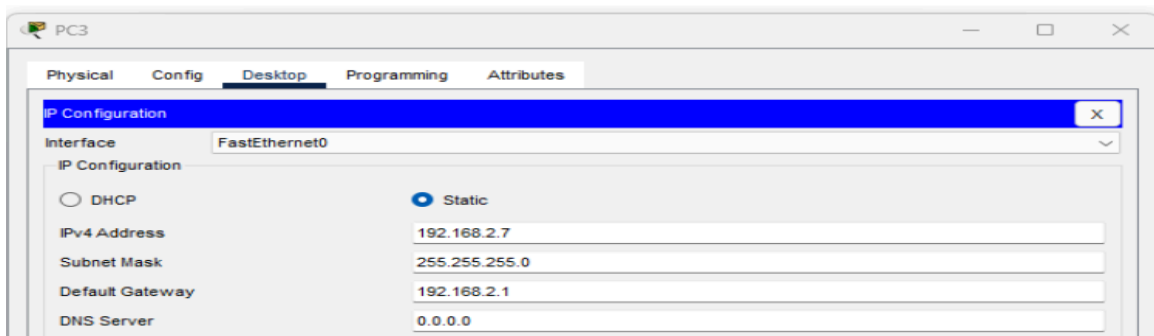 PC3
Physical Config Desktop Programming Attributes
IP Configuration X
Interface FastEthernet0
IP Configuration
DHCP Static
IPv4 Address 192.168.2.7
Subnet Mask 255.255.255.0
Default Gateway 192.168.2.1
DNS Server 0.0.0.0